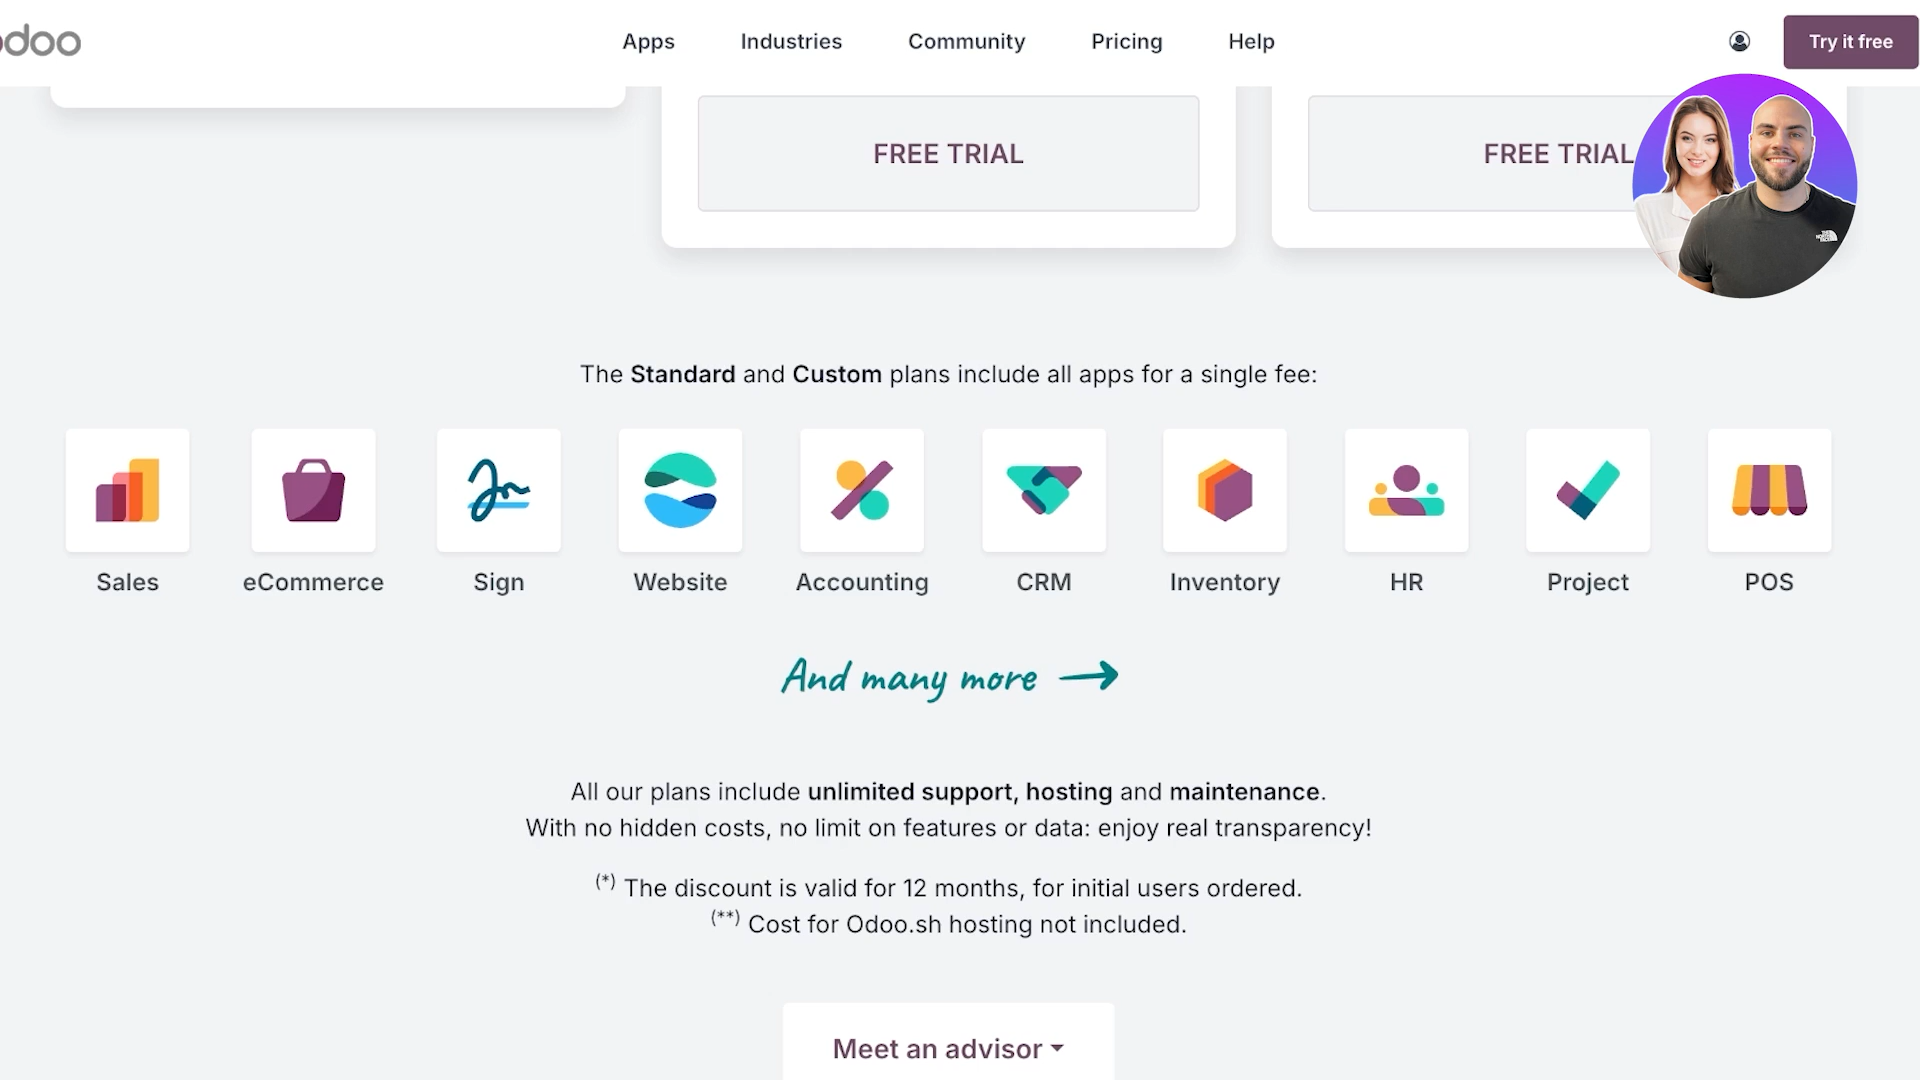 odoo
Apps
Industries
Community
Pricing
Help
Try it free
FREE TRIAL
FREE TRIAL
The Standard and Custom plans include all apps for a single fee:
Sales
eCommerce
Sign
Website
Accounting
CRM
Inventory
HR
Project
POS
And many more
All our plans include unlimited support, hosting and maintenance.
With no hidden costs, no limit on features or data: enjoy real transparency!
(*) The discount is valid for 12 months, for initial users ordered.
(**) Cost for Odoo.sh hosting not included.
Meet an advisor